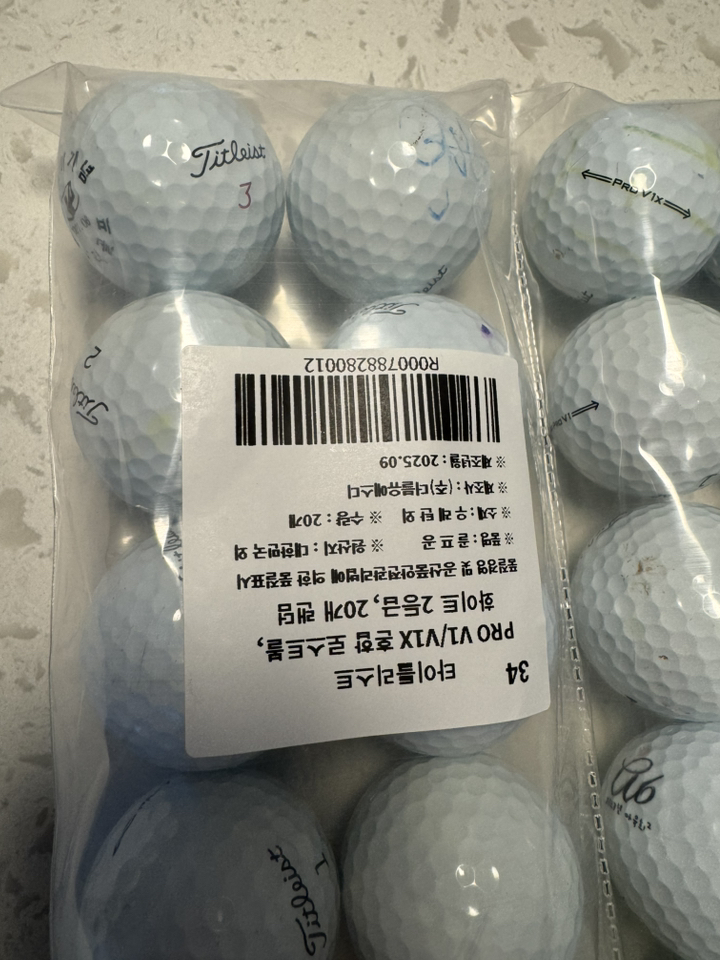 Titleist
3
PRO V1X
Titleist
2
PRO V1
34
타이틀리스트
PRO V1/V1X 혼합 로스트볼,
화이트 2등급, 20개 랜덤
품질경영 및 공산품안전관리법에 의한 품질표시
※ 품명 : 골 프 공 ※ 원산지 : 대한민국 외
※ 소재 : 우 레 탄 외 ※ 수량 : 20개
※ 제조사 : (주)더블유에스디
※ 제조년월 : 2025.09
R000788280012
Titleist
1